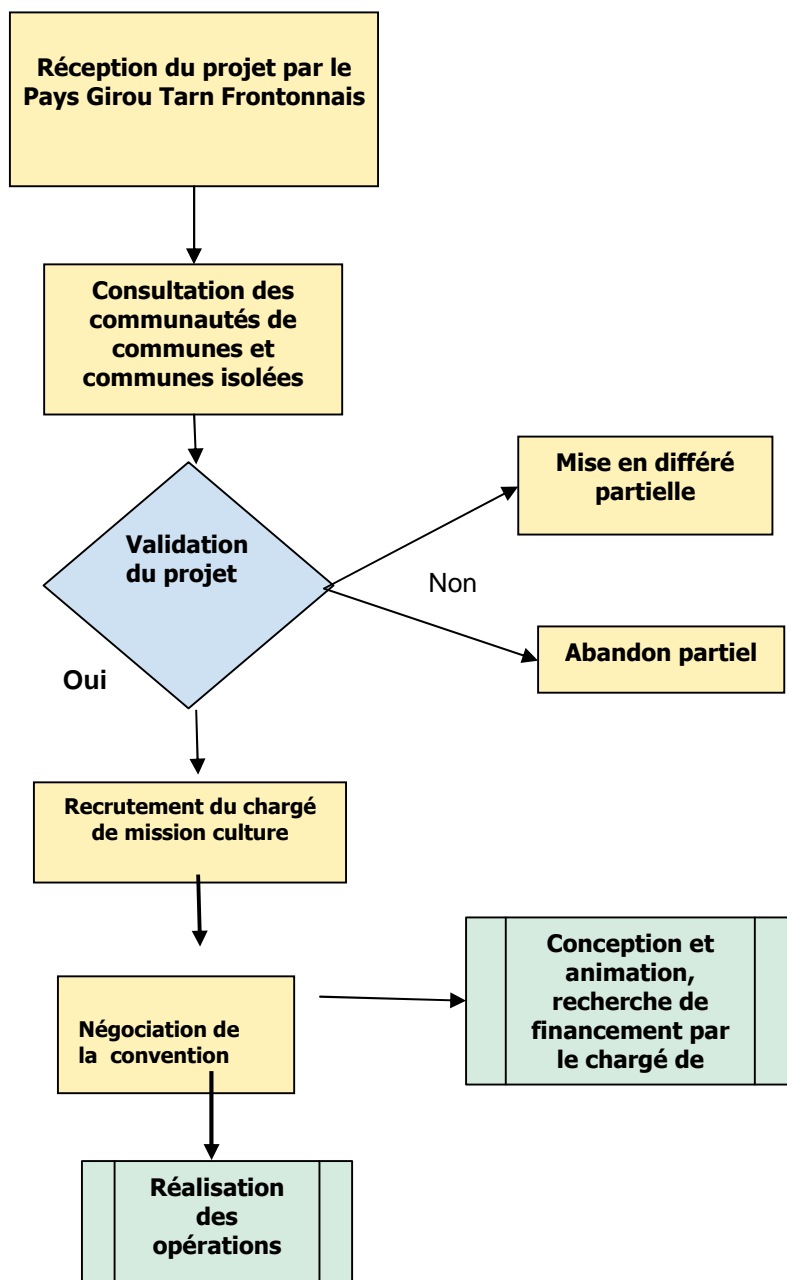 Réception du projet par le
Pays Girou Tarn Frontonnais
Consultation des
communautés de
communes et
communes isolées
Validation
du projet
Mise en différé
partielle
Non
Abandon partiel
Oui
Recrutement du chargé
de mission culture
Négociation de
la convention
Conception et
animation,
recherche de
financement par
le chargé de
Réalisation
des
opérations